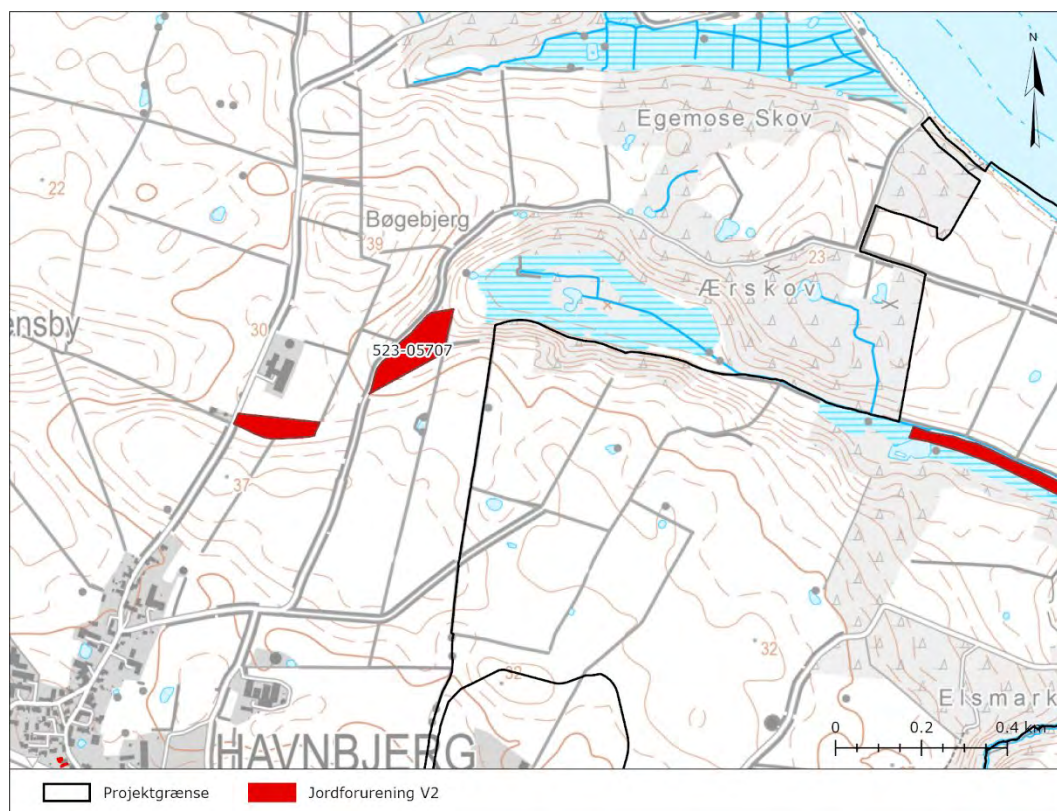 N
Egemose Skov
22
Bøgebjerg
39
23
Ærskov
ensby
30
523-05707
37
32
32
Elsmark
0 0.2 0.4 km
HAVNBJERG
Projektgrænse Jordforurening V2